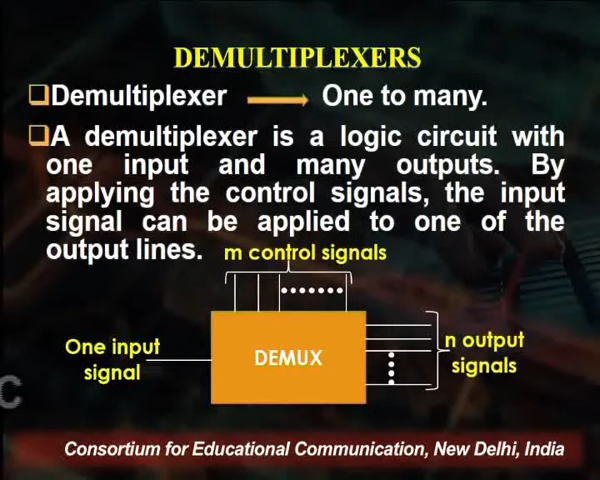 DEMULTIPLEXERS
Demultiplexer One to many.
A demultiplexer is a logic circuit with
one input and many outputs. By
applying the control signals, the input
signal can be applied to one of the
output lines.
m control signals
One input
signal
DEMUX
n output
signals
C
Consortium for Educational Communication, New Delhi, India